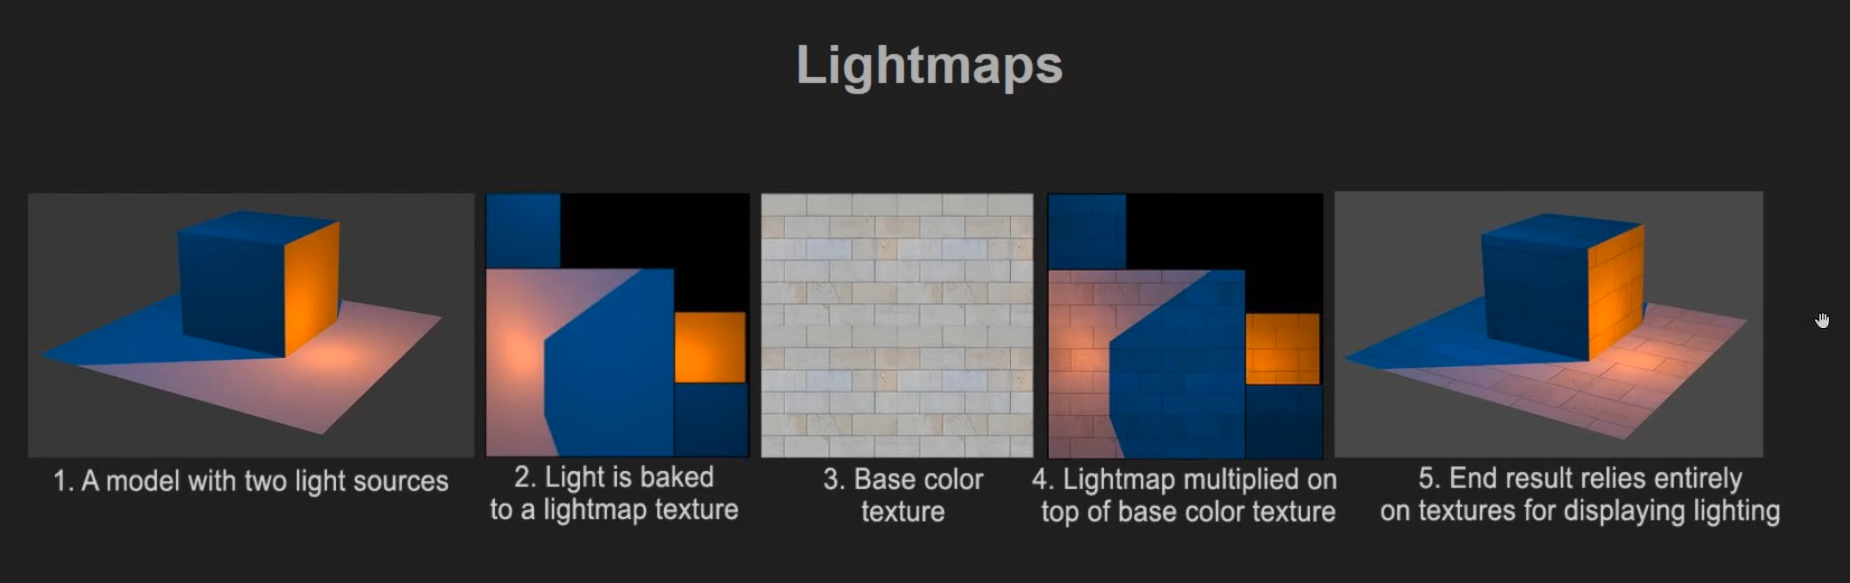 Lightmaps
1. A model with two light sources
2. Light is baked
to a lightmap texture
3. Base color
texture
4. Lightmap multiplied on
top of base color texture
5. End result relies entirely
on textures for displaying lighting